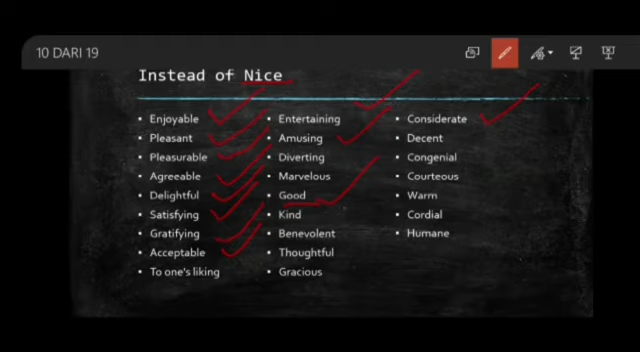 10 DARI 19
Instead of Nice
Enjoyable
Pleasant
Pleasurable
Agreeable
Delightful
Satisfying
Gratifying
Acceptable
To one's liking
Entertaining
Amusing
Diverting
Marvelous
Good
Kind
Benevolent
Thoughtful
Gracious
Considerate
Decent
Congenial
Courteous
Warm
Cordial
Humane